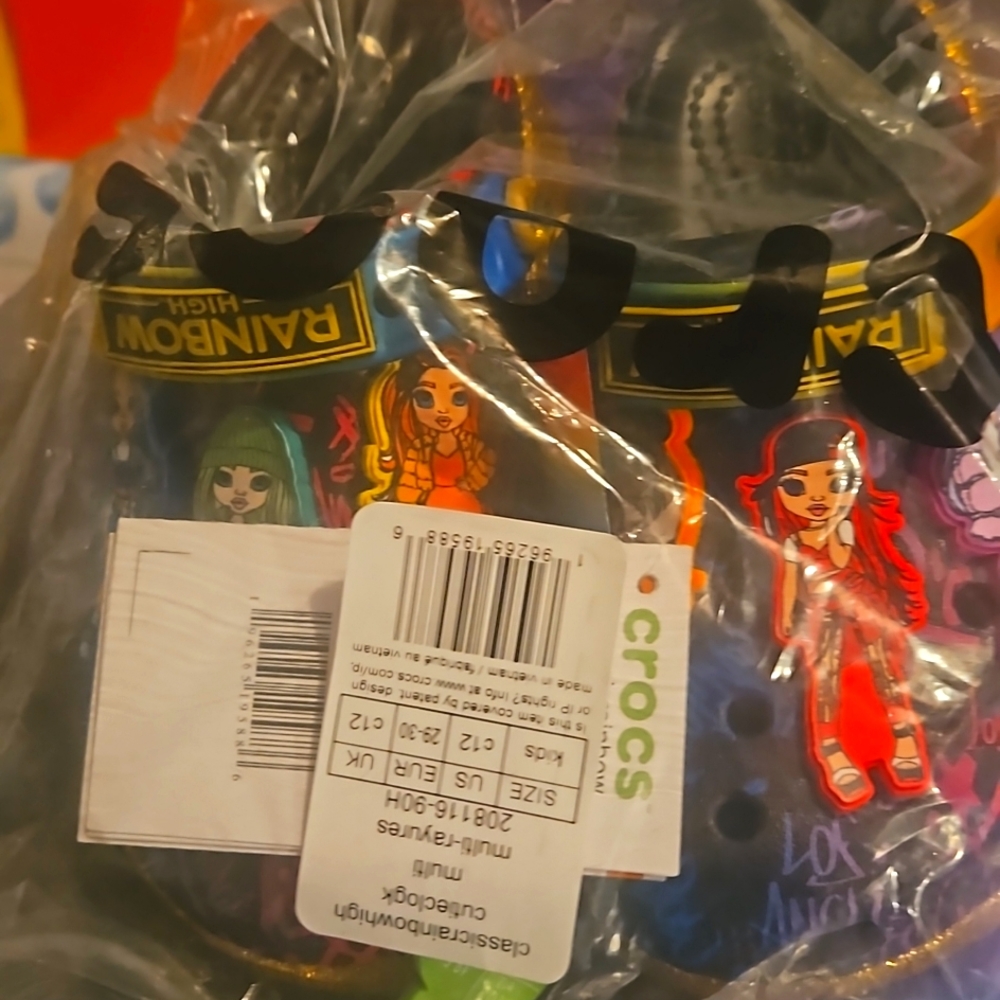 classicrainbowhigh
cutieclogk
multi
multi-rayures
208116-90H
SIZE US EUR UK
kids c12 29-30 c12
Is this item covered by patent, design
or IP rights? Info at www.crocs.com/ip.
made in vietnam / fabriqué au vietnam
1 96265 19588 6
crocs™
RAINBOW
HIGH
LOS